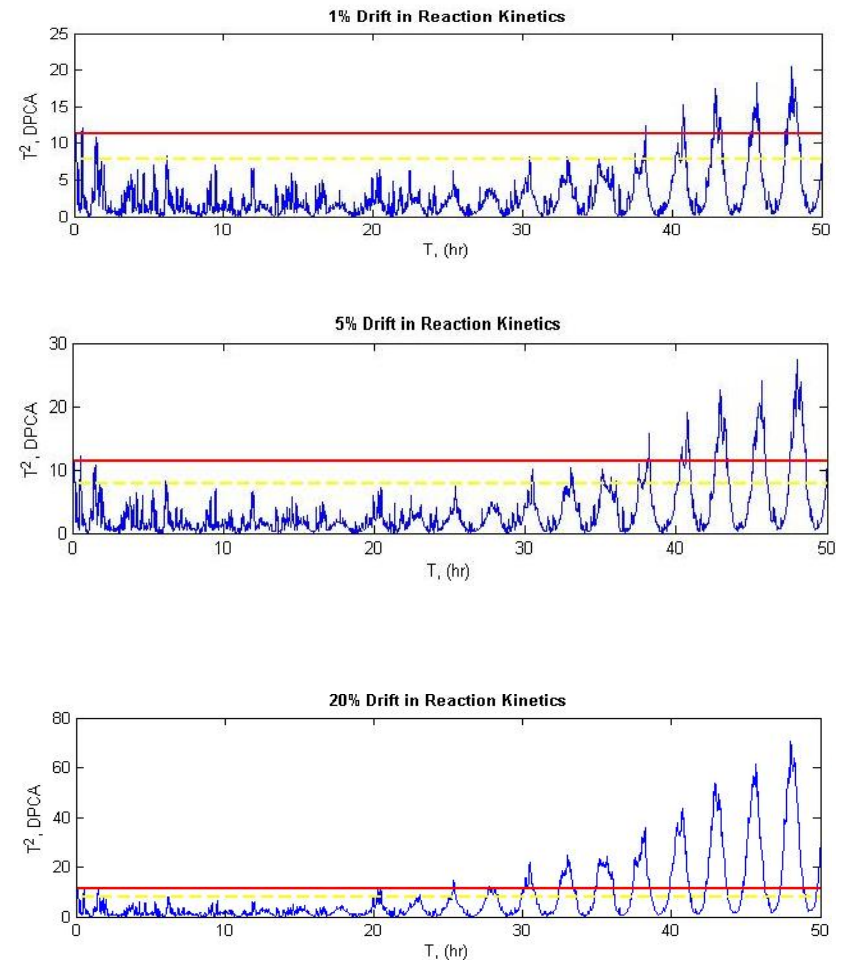 1% Drift in Reaction Kinetics
25
20
15
10
5
0
T², DPCA
0 10 20 30 40 50
T, (hr)
5% Drift in Reaction Kinetics
30
20
10
0
T², DPCA
0 10 20 30 40 50
T, (hr)
20% Drift in Reaction Kinetics
80
60
40
20
0
T², DPCA
0 10 20 30 40 50
T, (hr)